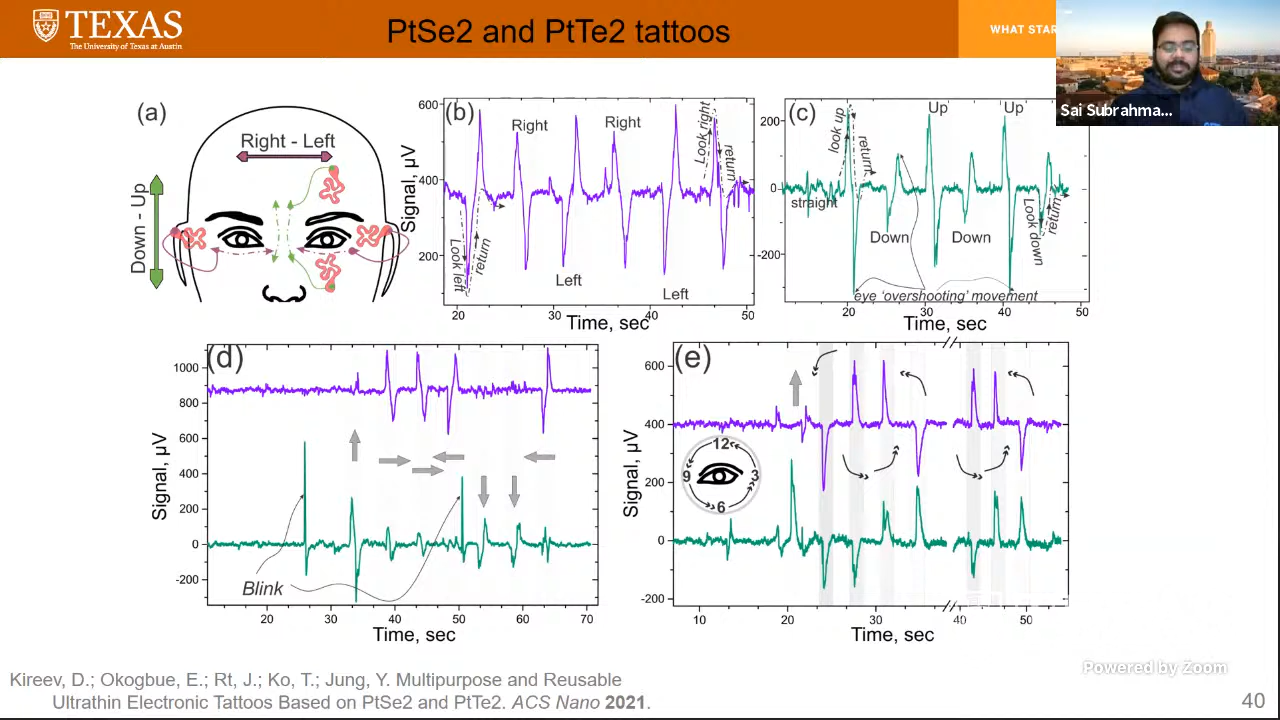 TEXAS
The University of Texas at Austin
PtSe2 and PtTe2 tattoos
WHAT STAR
Sai Subrahma...
(a)
Right - Left
Down - Up
(b)
Signal, µV
600
400
200
Right
Right
Look right
return
Look left
return
Left
Left
20
30
40
50
Time, sec
(c)
200
0
-200
look up
return
straight
Up
Up
Down
Down
Look down
return
eye 'overshooting' movement
20
30
40
50
Time, sec
(d)
Signal, µV
1000
800
600
400
200
0
-200
Blink
20
30
40
50
60
70
Time, sec
(e)
Signal, µV
600
400
200
0
-200
12
9
3
6
10
20
30
40
50
Time, sec
Powered by Zoom
Kireev, D.; Okogbue, E.; Rt, J.; Ko, T.; Jung, Y. Multipurpose and Reusable
Ultrathin Electronic Tattoos Based on PtSe2 and PtTe2. ACS Nano 2021.
40